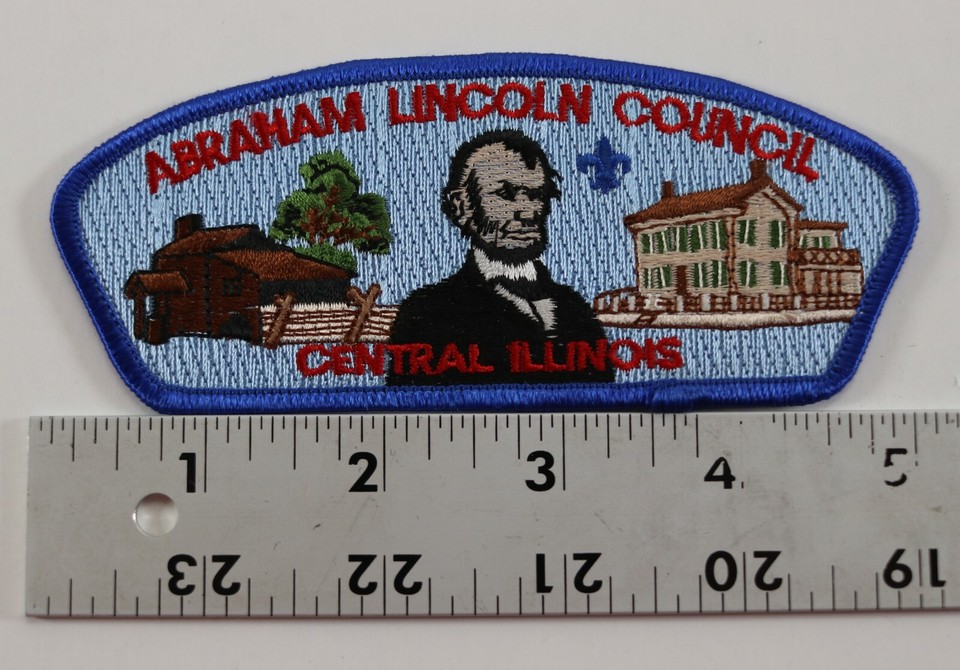 ABRAHAM LINCOLN COUNCIL
CENTRAL ILLINOIS
1 2 3 4 5
23 22 21 20 19